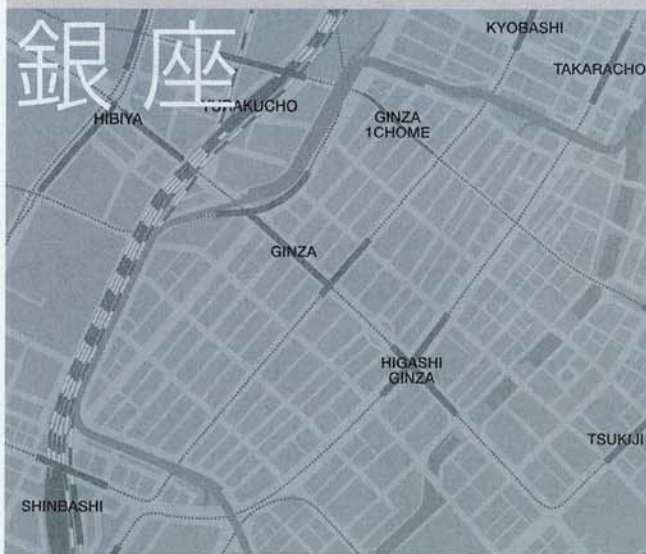 銀座
KYOBASHI
TAKARACHO
YURAKUCHO
HIBIYA
GINZA
1CHOME
GINZA
HIGASHI
GINZA
TSUKIJI
SHINBASHI